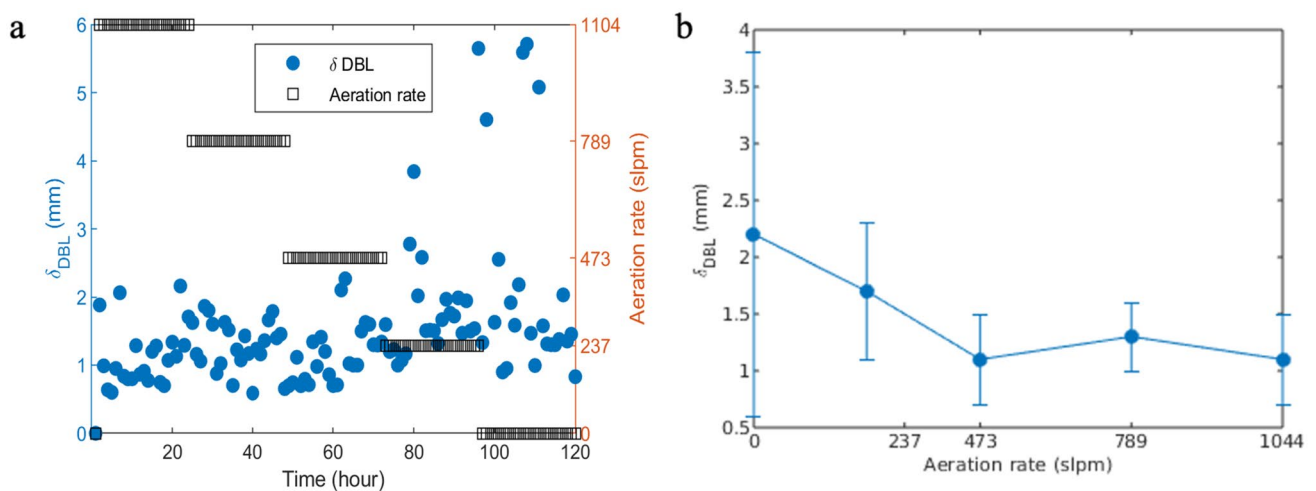 a
6
5
4
3
2
1
0
δDBL (mm)
δ DBL
Aeration rate
1104
789
473
237
0
Aeration rate (slpm)
20 40 60 80 100 120
Time (hour)
b
4
3.5
3
2.5
2
1.5
1
0.5
δDBL (mm)
0 237 473 789 1044
Aeration rate (slpm)